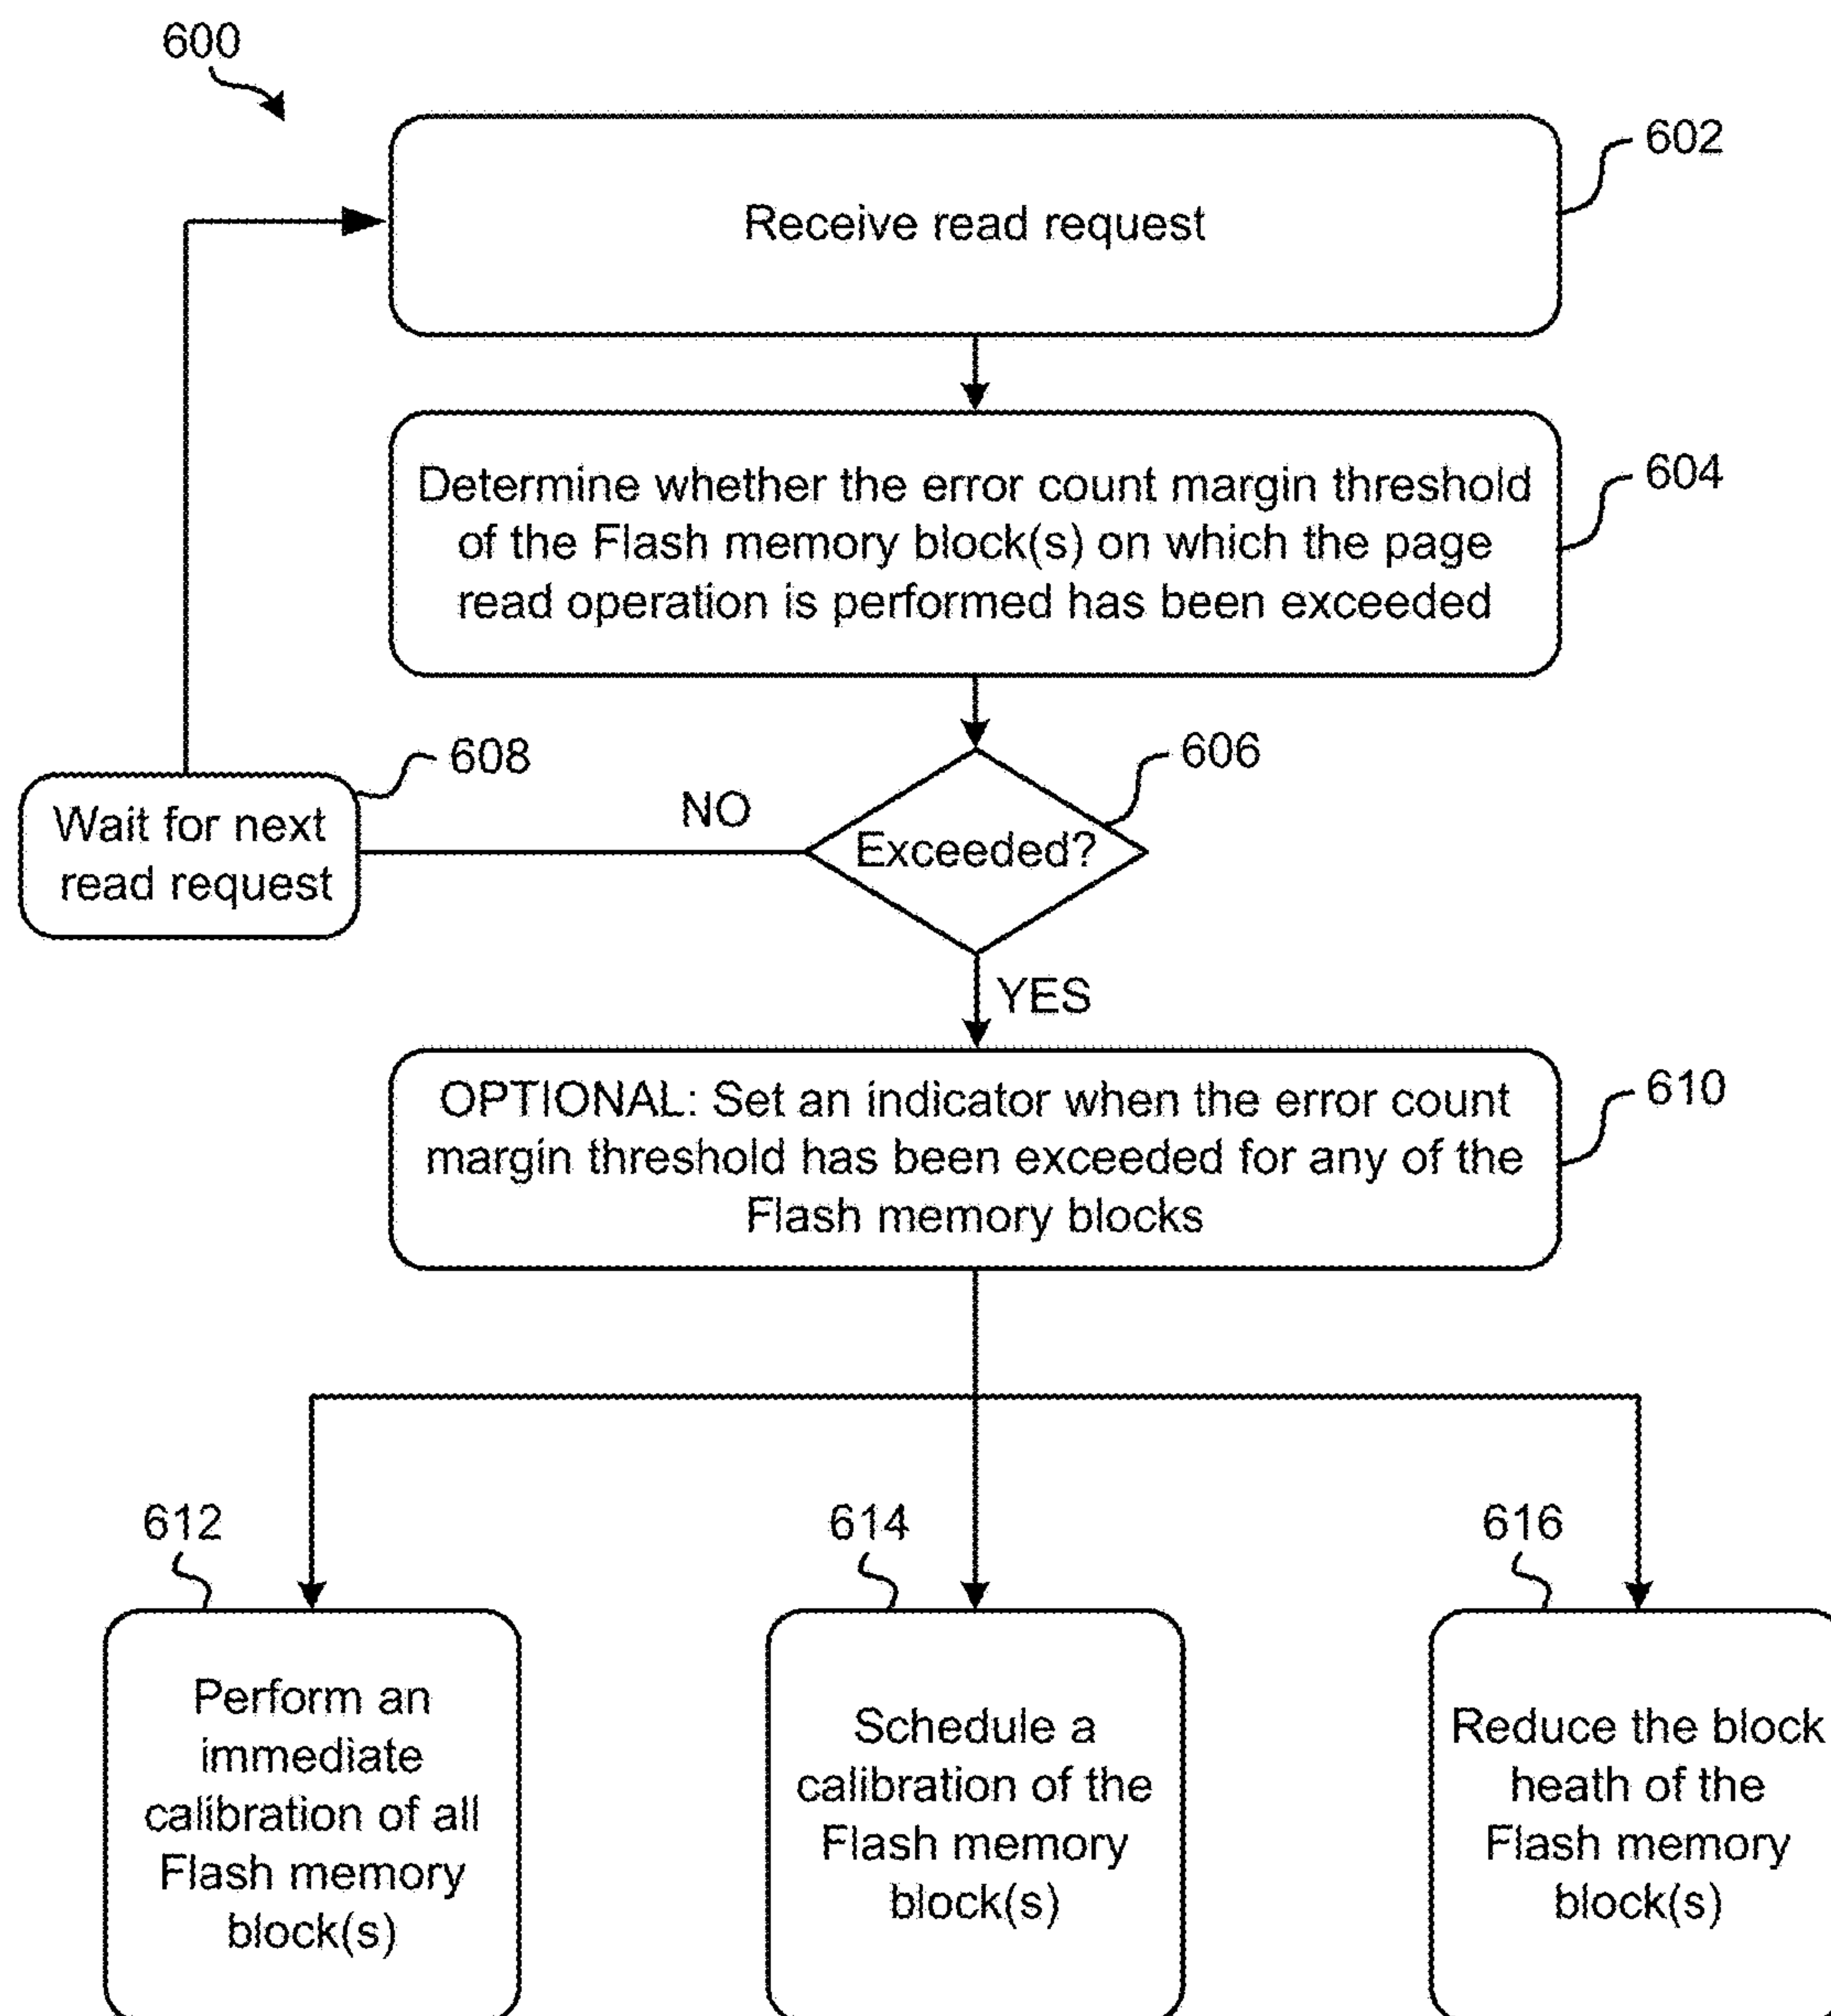 600
602
Receive read request
604
Determine whether the error count margin threshold
of the Flash memory block(s) on which the page
read operation is performed has been exceeded
606
608
NO
Wait for next
read request
Exceeded?
YES
610
OPTIONAL: Set an indicator when the error count
margin threshold has been exceeded for any of the
Flash memory blocks
612
614
616
Perform an
immediate
calibration of all
Flash memory
block(s)
Schedule a
calibration of the
Flash memory
block(s)
Reduce the block
heath of the
Flash memory
block(s)